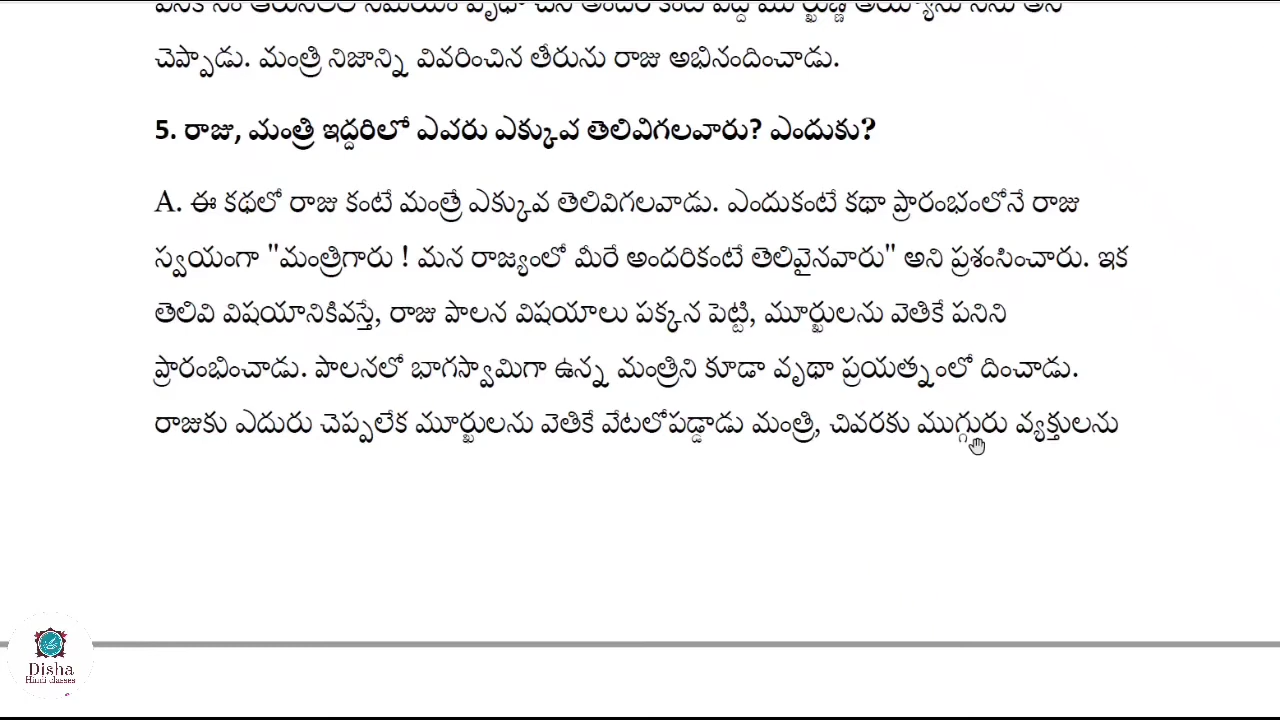 చెప్పాడు. మంత్రి నిజాన్ని వివరించిన తీరును రాజు అభినందించాడు.
5. రాజు, మంత్రి ఇద్దరిలో ఎవరు ఎక్కువ తెలివిగలవారు? ఎందుకు?
A. ఈ కథలో రాజు కంటే మంత్రే ఎక్కువ తెలివిగలవాడు. ఎందుకంటే కథా ప్రారంభంలోనే రాజు
స్వయంగా "మంత్రిగారు ! మన రాజ్యంలో మీరే అందరికంటే తెలివైనవారు" అని ప్రశంసించారు. ఇక
తెలివి విషయానికివస్తే, రాజు పాలన విషయాలు పక్కన పెట్టి, మూర్ఖులను వెతికే పనిని
ప్రారంభించాడు. పాలనలో భాగస్వామిగా ఉన్న మంత్రిని కూడా వృథా ప్రయత్నంలో దించాడు.
రాజుకు ఎదురు చెప్పలేక మూర్ఖులను వెతికే వేటలోపడ్డాడు మంత్రి, చివరకు ముగ్గురు వ్యక్తులను
Disha
Hindi classes